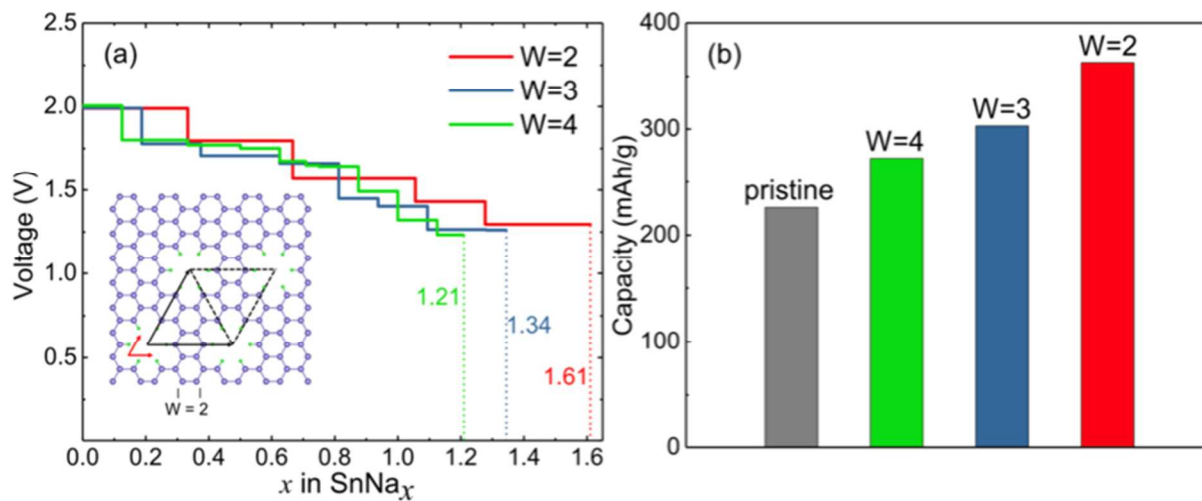 (a)
W=2
W=3
W=4
Voltage (V)
2.5
2.0
1.5
1.0
0.5
0.0
1.21
1.34
1.61
W = 2
0.0 0.2 0.4 0.6 0.8 1.0 1.2 1.4 1.6
x in SnNaₓ
(b)
Capacity (mAh/g)
400
300
200
100
0
pristine
W=4
W=3
W=2